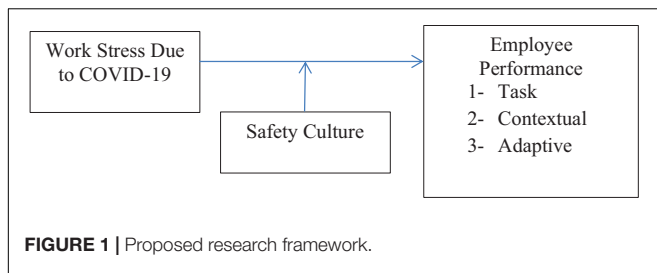 Work Stress Due
to COVID-19
Safety Culture
Employee
Performance
1- Task
2- Contextual
3- Adaptive
FIGURE 1 | Proposed research framework.